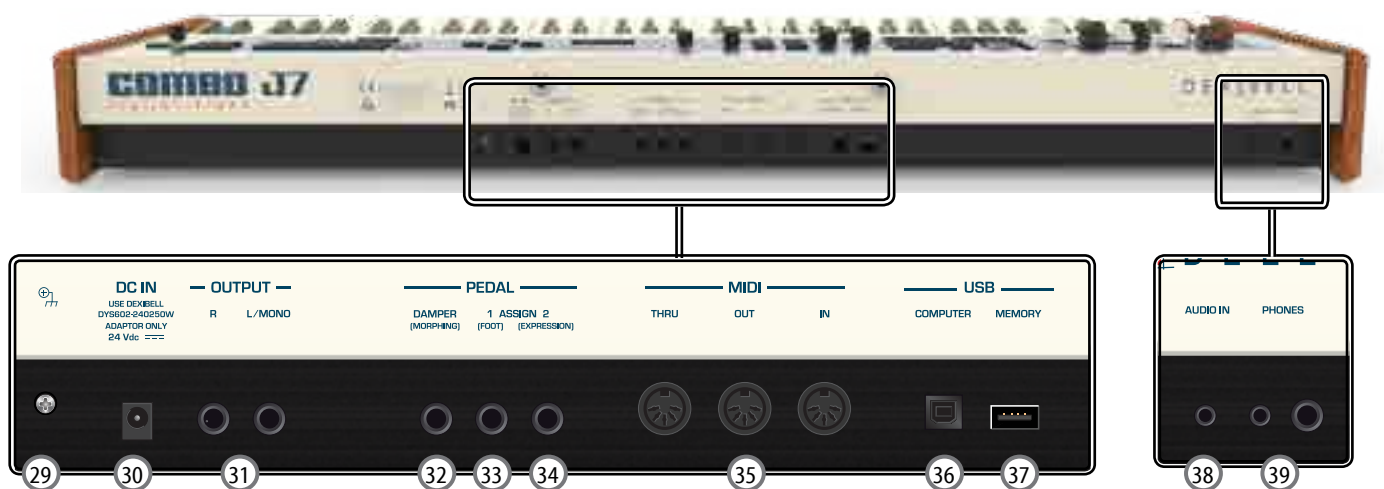 COMBO J7
DEXIBELL
DC IN
USE DEXIBELL
DYS602-240250W
ADAPTOR ONLY
24 Vdc
OUTPUT
R L/MONO
PEDAL
DAMPER 1 ASSIGN 2
(MORPHING) (FOOT) (EXPRESSION)
MIDI
THRU OUT IN
USB
COMPUTER MEMORY
AUDIO IN PHONES
29 30 31 32 33 34 35 36 37 38 39